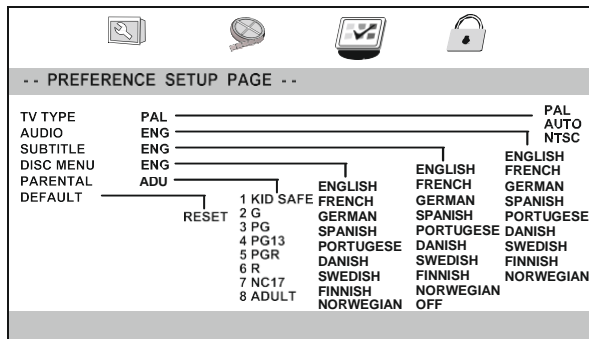 -- PREFERENCE SETUP PAGE --
TV TYPE PAL
AUDIO ENG
SUBTITLE ENG
DISC MENU ENG
PARENTAL ADU
DEFAULT
RESET
1 KID SAFE
2 G
3 PG
4 PG13
5 PGR
6 R
7 NC17
8 ADULT
ENGLISH
FRENCH
GERMAN
SPANISH
PORTUGESE
DANISH
SWEDISH
FINNISH
NORWEGIAN
ENGLISH
FRENCH
GERMAN
SPANISH
PORTUGESE
DANISH
SWEDISH
FINNISH
NORWEGIAN
OFF
ENGLISH
FRENCH
GERMAN
SPANISH
PORTUGESE
DANISH
SWEDISH
FINNISH
NORWEGIAN
PAL
AUTO
NTSC